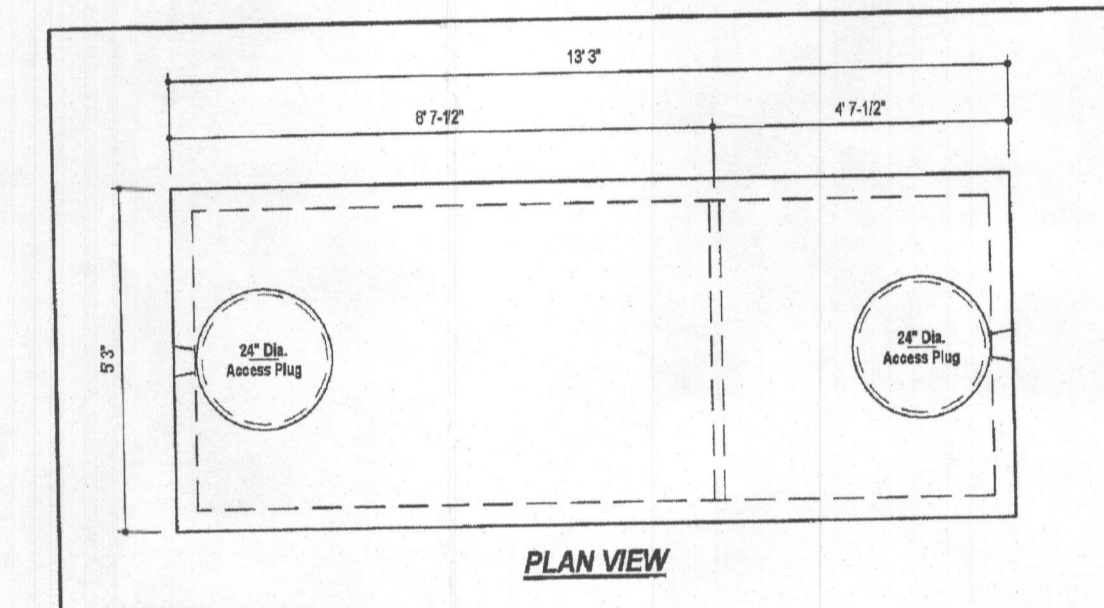 13' 3"
8' 7-1/2"
4' 7-1/2"
5' 3"
24" Dia.
Access Plug
24" Dia.
Access Plug
PLAN VIEW